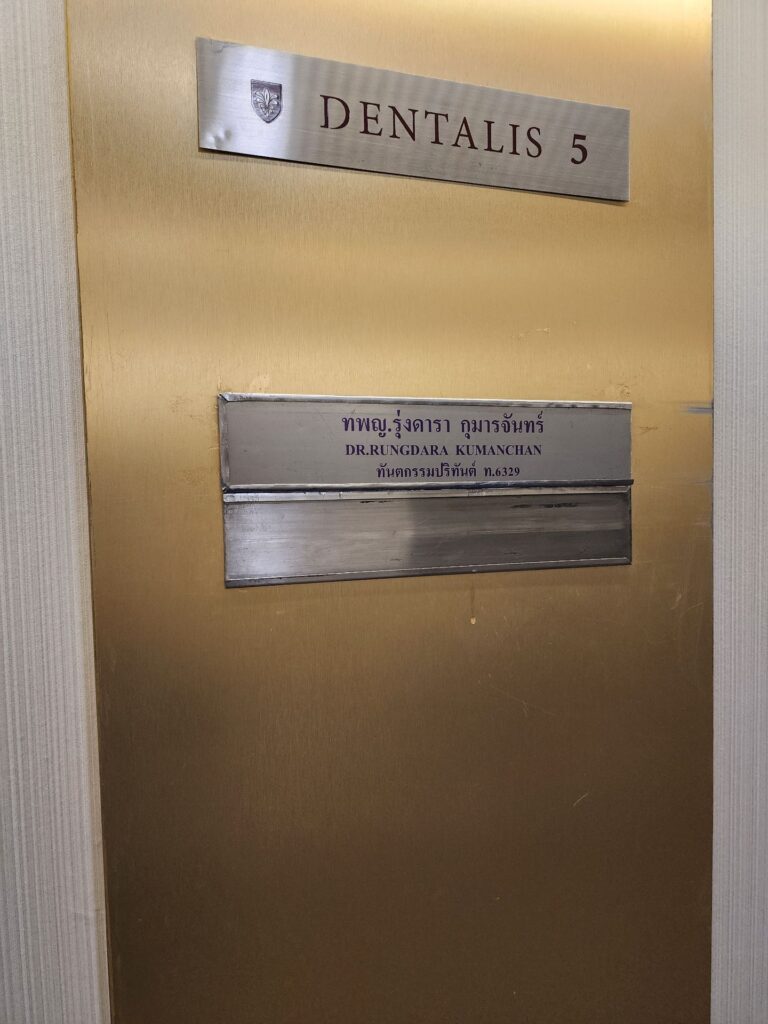 DENTALIS 5
ทพญ.รุ่งดารา กุมารจันทร์
DR.RUNGDARA KUMANCHAN
ทันตกรรมปริทันต์ ท.6329